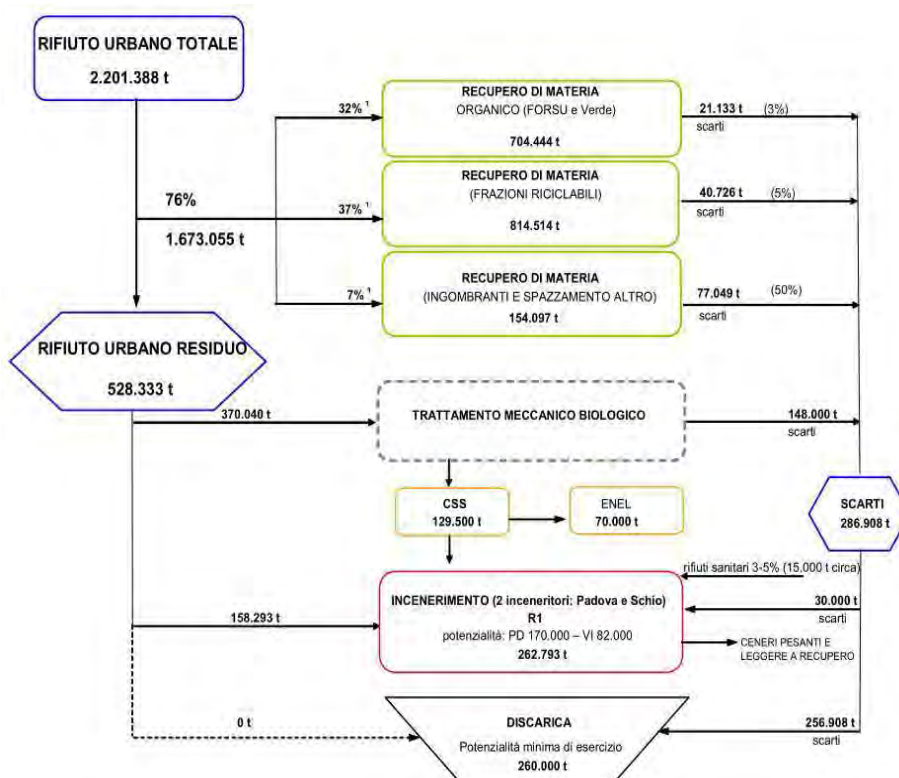 RIFIUTO URBANO TOTALE
2.201.388 t
76%
1.673.055 t
32% ¹
RECUPERO DI MATERIA
ORGANICO (FORSU e Verde)
704.444 t
21.133 t (3%)
scarti
37% ¹
RECUPERO DI MATERIA
(FRAZIONI RICICLABILI)
814.514 t
40.726 t (5%)
scarti
7% ¹
RECUPERO DI MATERIA
(INGOMBRANTI E SPAZZAMENTO ALTRO)
154.097 t
77.049 t (50%)
scarti
RIFIUTO URBANO RESIDUO
528.333 t
370.040 t
TRATTAMENTO MECCANICO BIOLOGICO
148.000 t
scarti
CSS
129.500 t
ENEL
70.000 t
SCARTI
286.908 t
rifiuti sanitari 3-5% (15.000 t circa)
158.293 t
INCENERIMENTO (2 inceneritori: Padova e Schio)
R1
potenzialità: PD 170.000 – VI 82.000
262.793 t
30.000 t
scarti
CENERI PESANTI E
LEGGERE A RECUPERO
0 t
DISCARICA
Potenzialità minima di esercizio
260.000 t
256.908 t
scarti